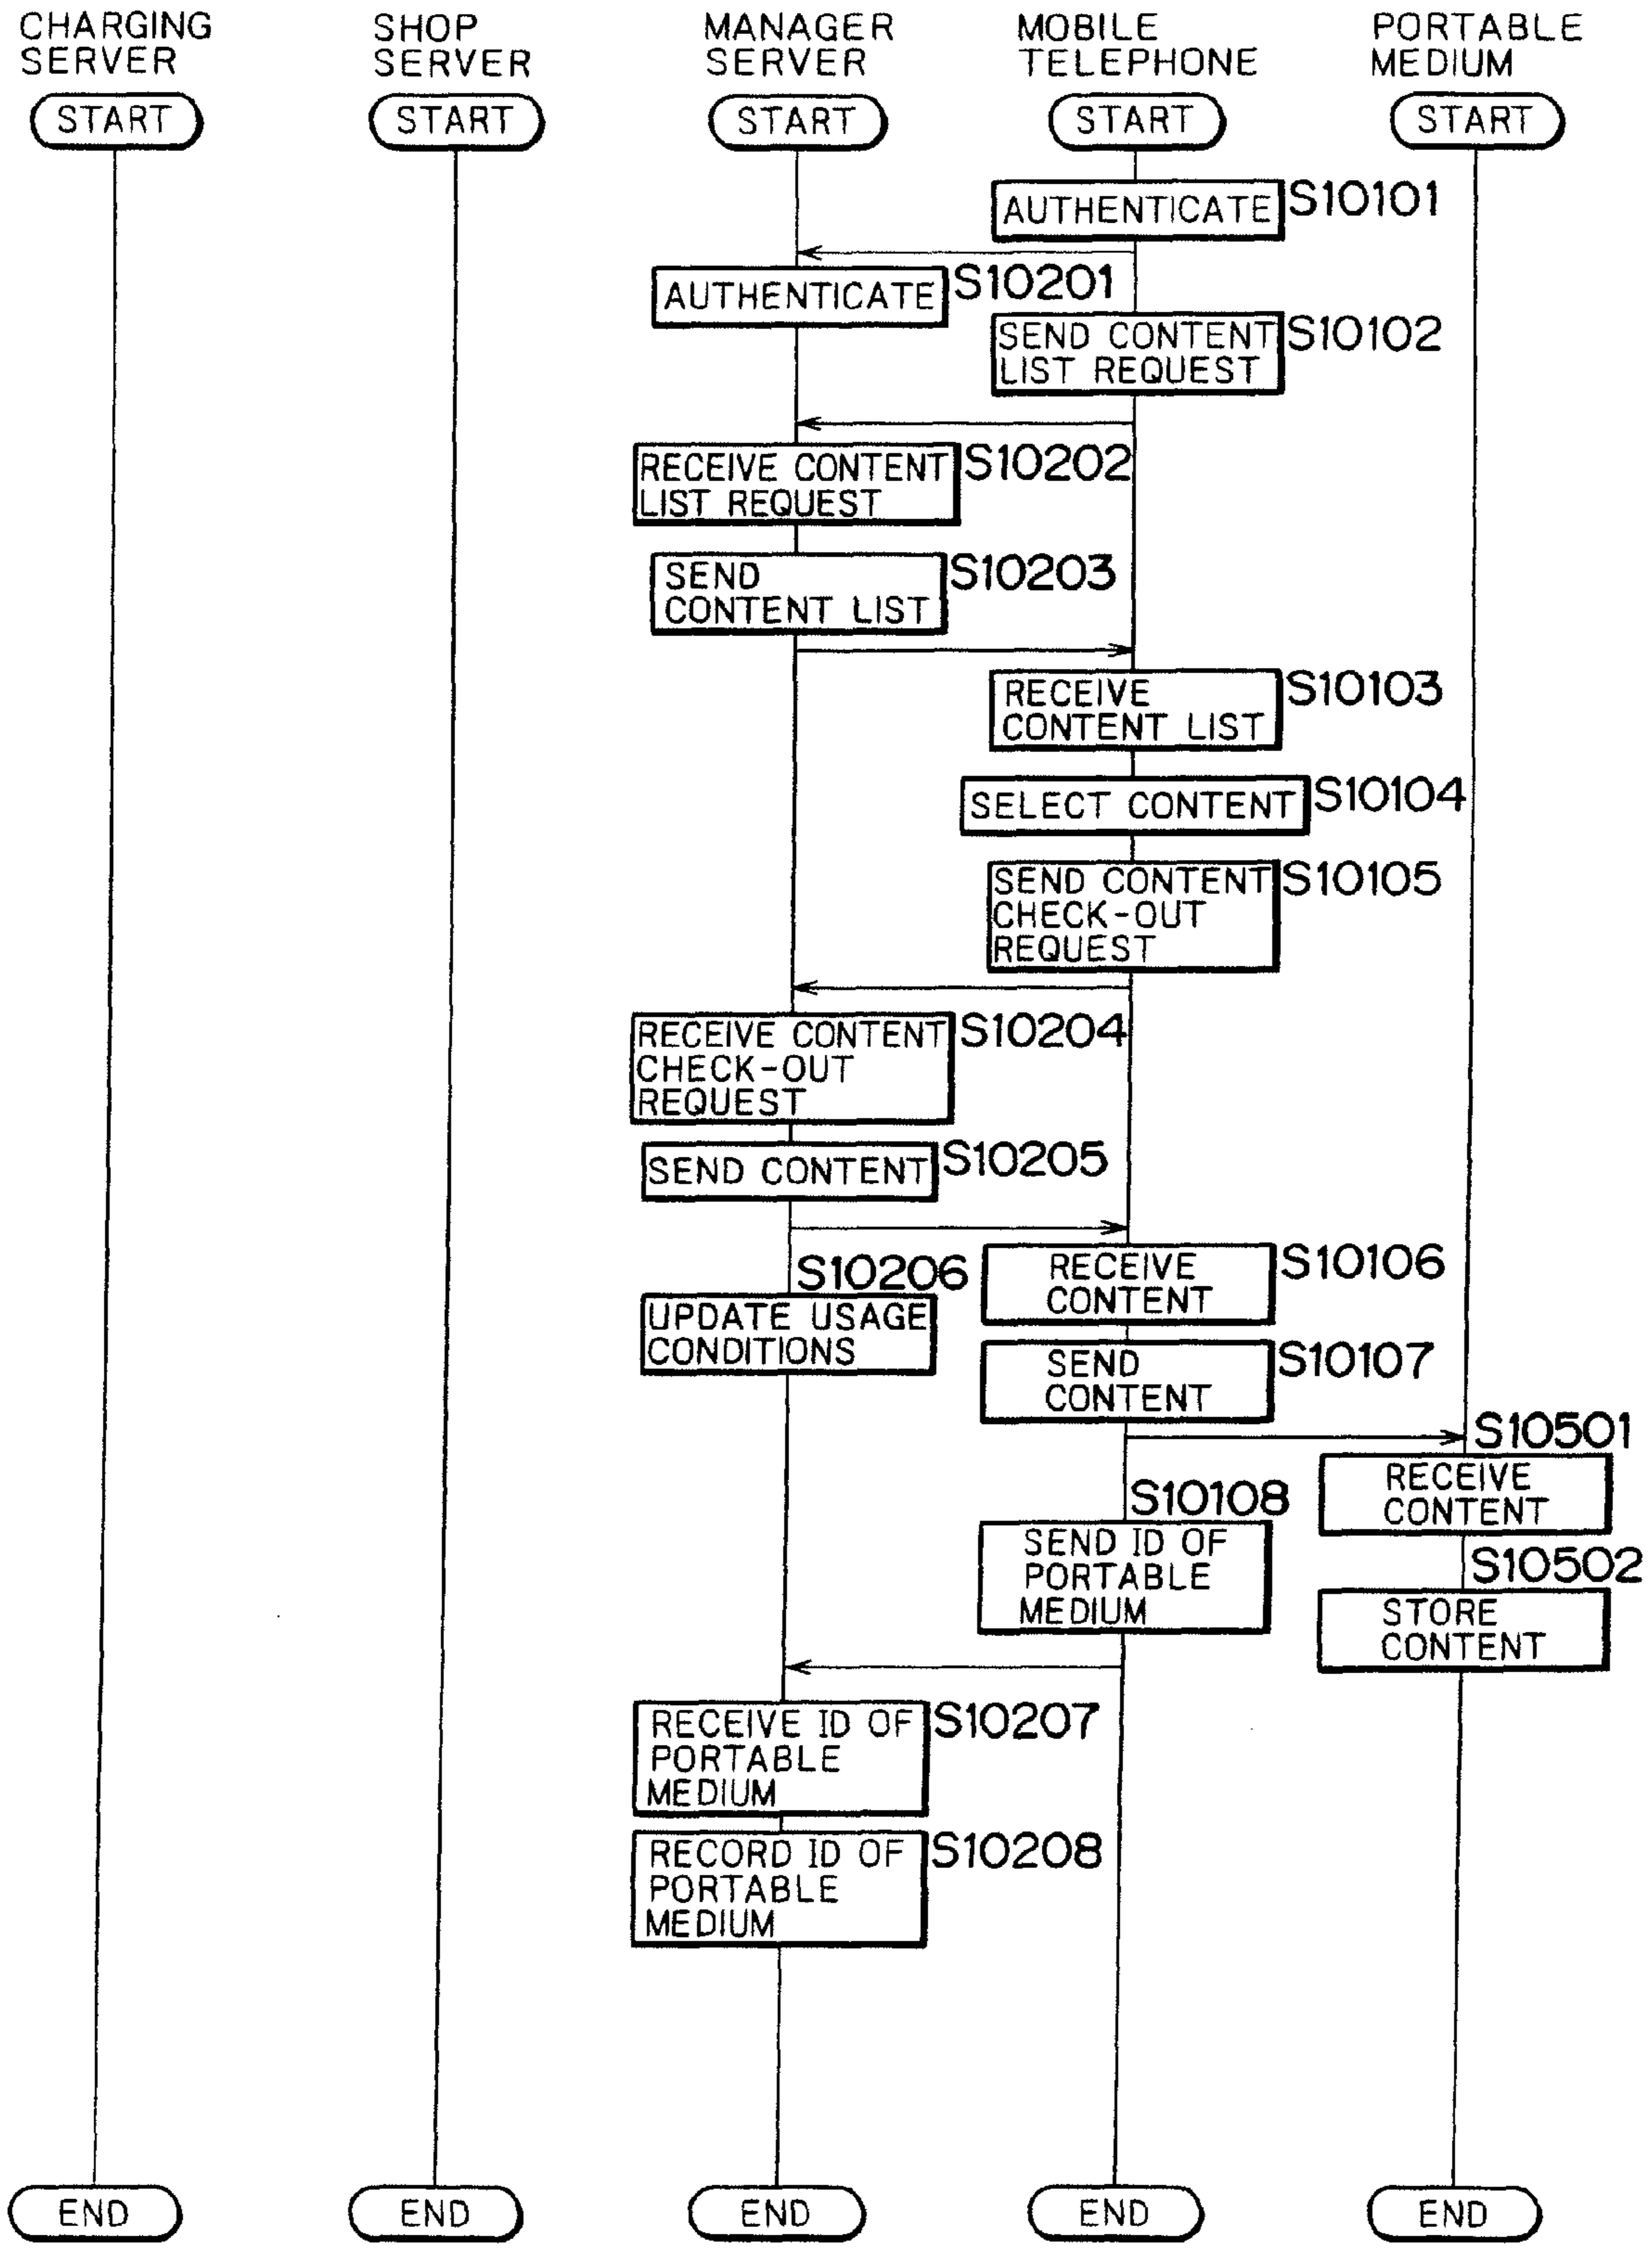 CHARGING
SERVER
SHOP
SERVER
MANAGER
SERVER
MOBILE
TELEPHONE
PORTABLE
MEDIUM
START
START
START
START
START
AUTHENTICATE
S10101
AUTHENTICATE
S10201
SEND CONTENT
LIST REQUEST
S10102
RECEIVE CONTENT
LIST REQUEST
S10202
SEND
CONTENT LIST
S10203
RECEIVE
CONTENT LIST
S10103
SELECT CONTENT
S10104
SEND CONTENT
CHECK-OUT
REQUEST
S10105
RECEIVE CONTENT
CHECK-OUT
REQUEST
S10204
SEND CONTENT
S10205
RECEIVE
CONTENT
S10106
S10206
UPDATE USAGE
CONDITIONS
SEND
CONTENT
S10107
S10501
RECEIVE
CONTENT
S10108
SEND ID OF
PORTABLE
MEDIUM
S10502
STORE
CONTENT
RECEIVE ID OF
PORTABLE
MEDIUM
S10207
RECORD ID OF
PORTABLE
MEDIUM
S10208
END
END
END
END
END